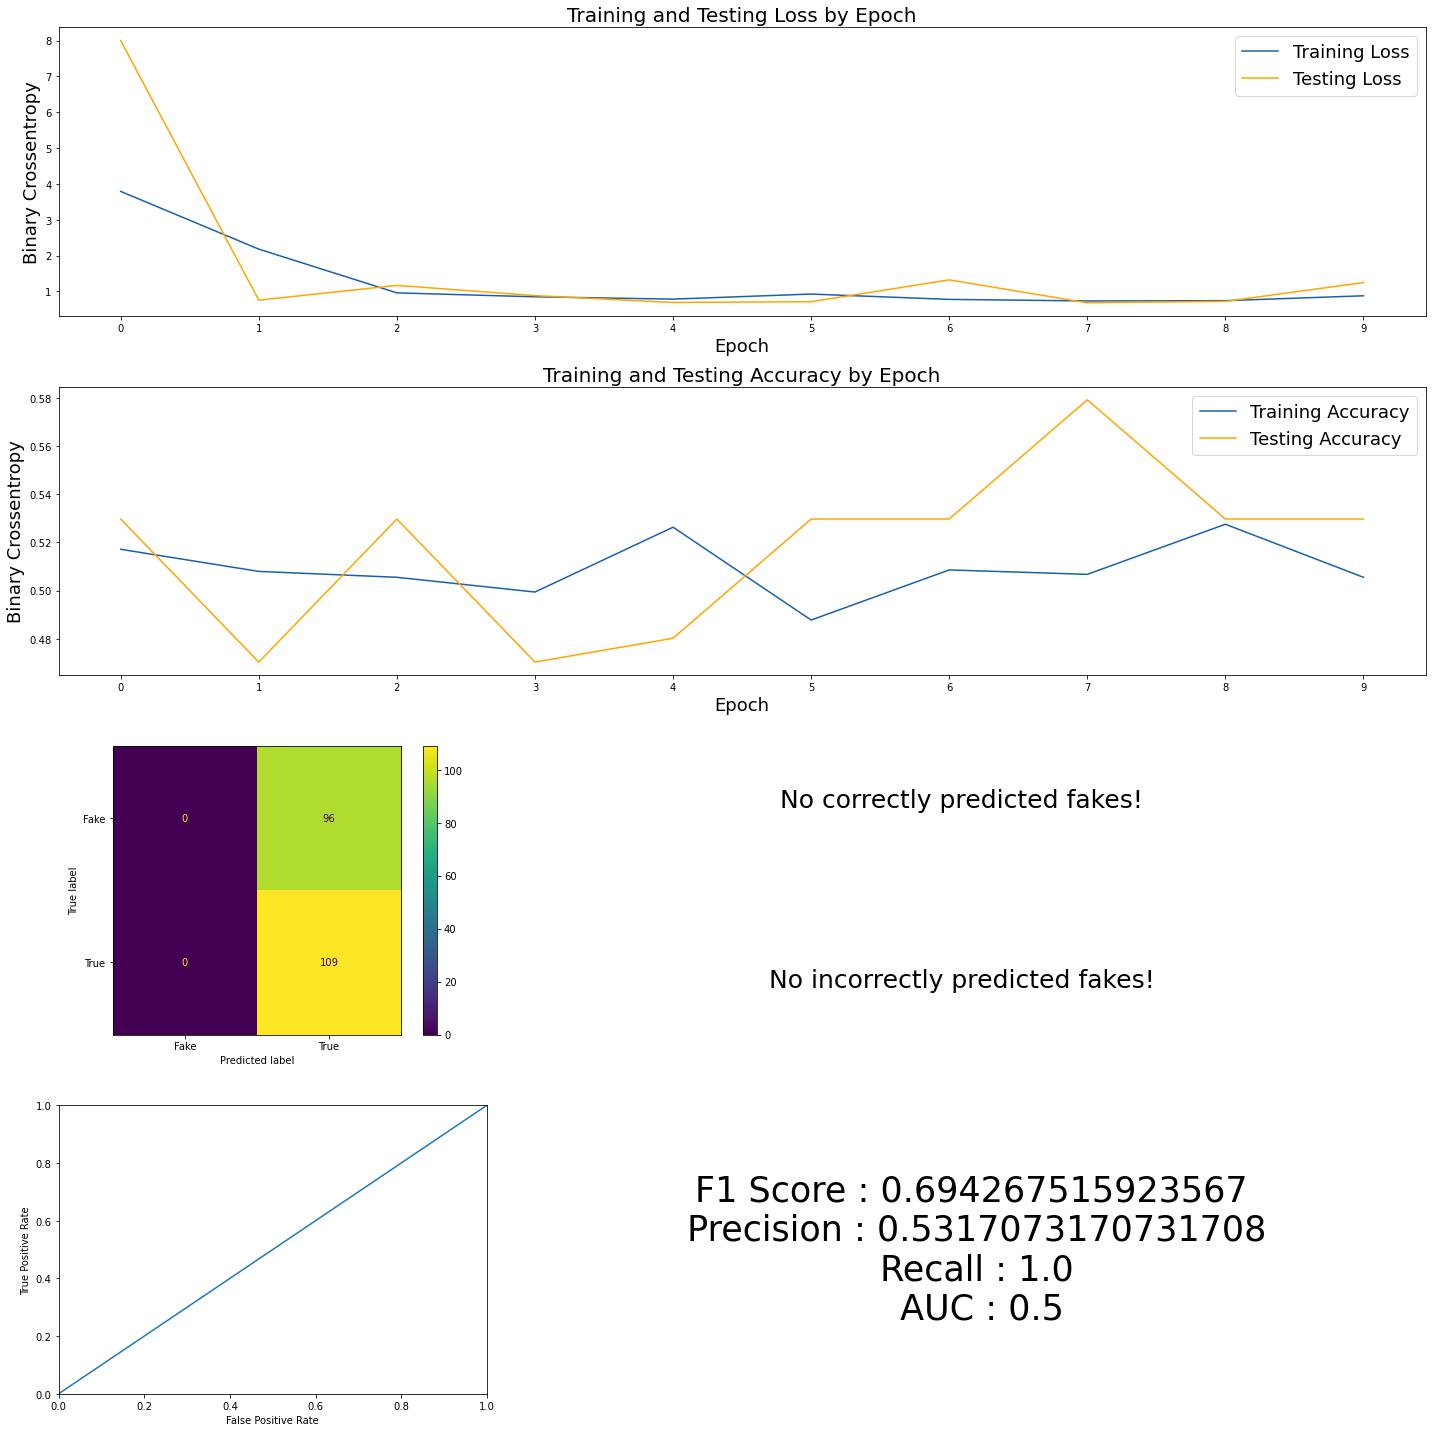 Training and Testing Loss by Epoch
Binary Crossentropy
8
7
6
5
4
3
2
1
Training Loss
Testing Loss
0 1 2 3 4 5 6 7 8 9
Epoch
Training and Testing Accuracy by Epoch
Binary Crossentropy
0.58
0.56
0.54
0.52
0.50
0.48
Training Accuracy
Testing Accuracy
0 1 2 3 4 5 6 7 8 9
Epoch
True label
Fake
True
0 96
0 109
Fake True
Predicted label
100
80
60
40
20
0
No correctly predicted fakes!
No incorrectly predicted fakes!
True Positive Rate
1.0
0.8
0.6
0.4
0.2
0.0
0.0 0.2 0.4 0.6 0.8 1.0
False Positive Rate
F1 Score : 0.694267515923567
Precision : 0.5317073170731708
Recall : 1.0
AUC : 0.5